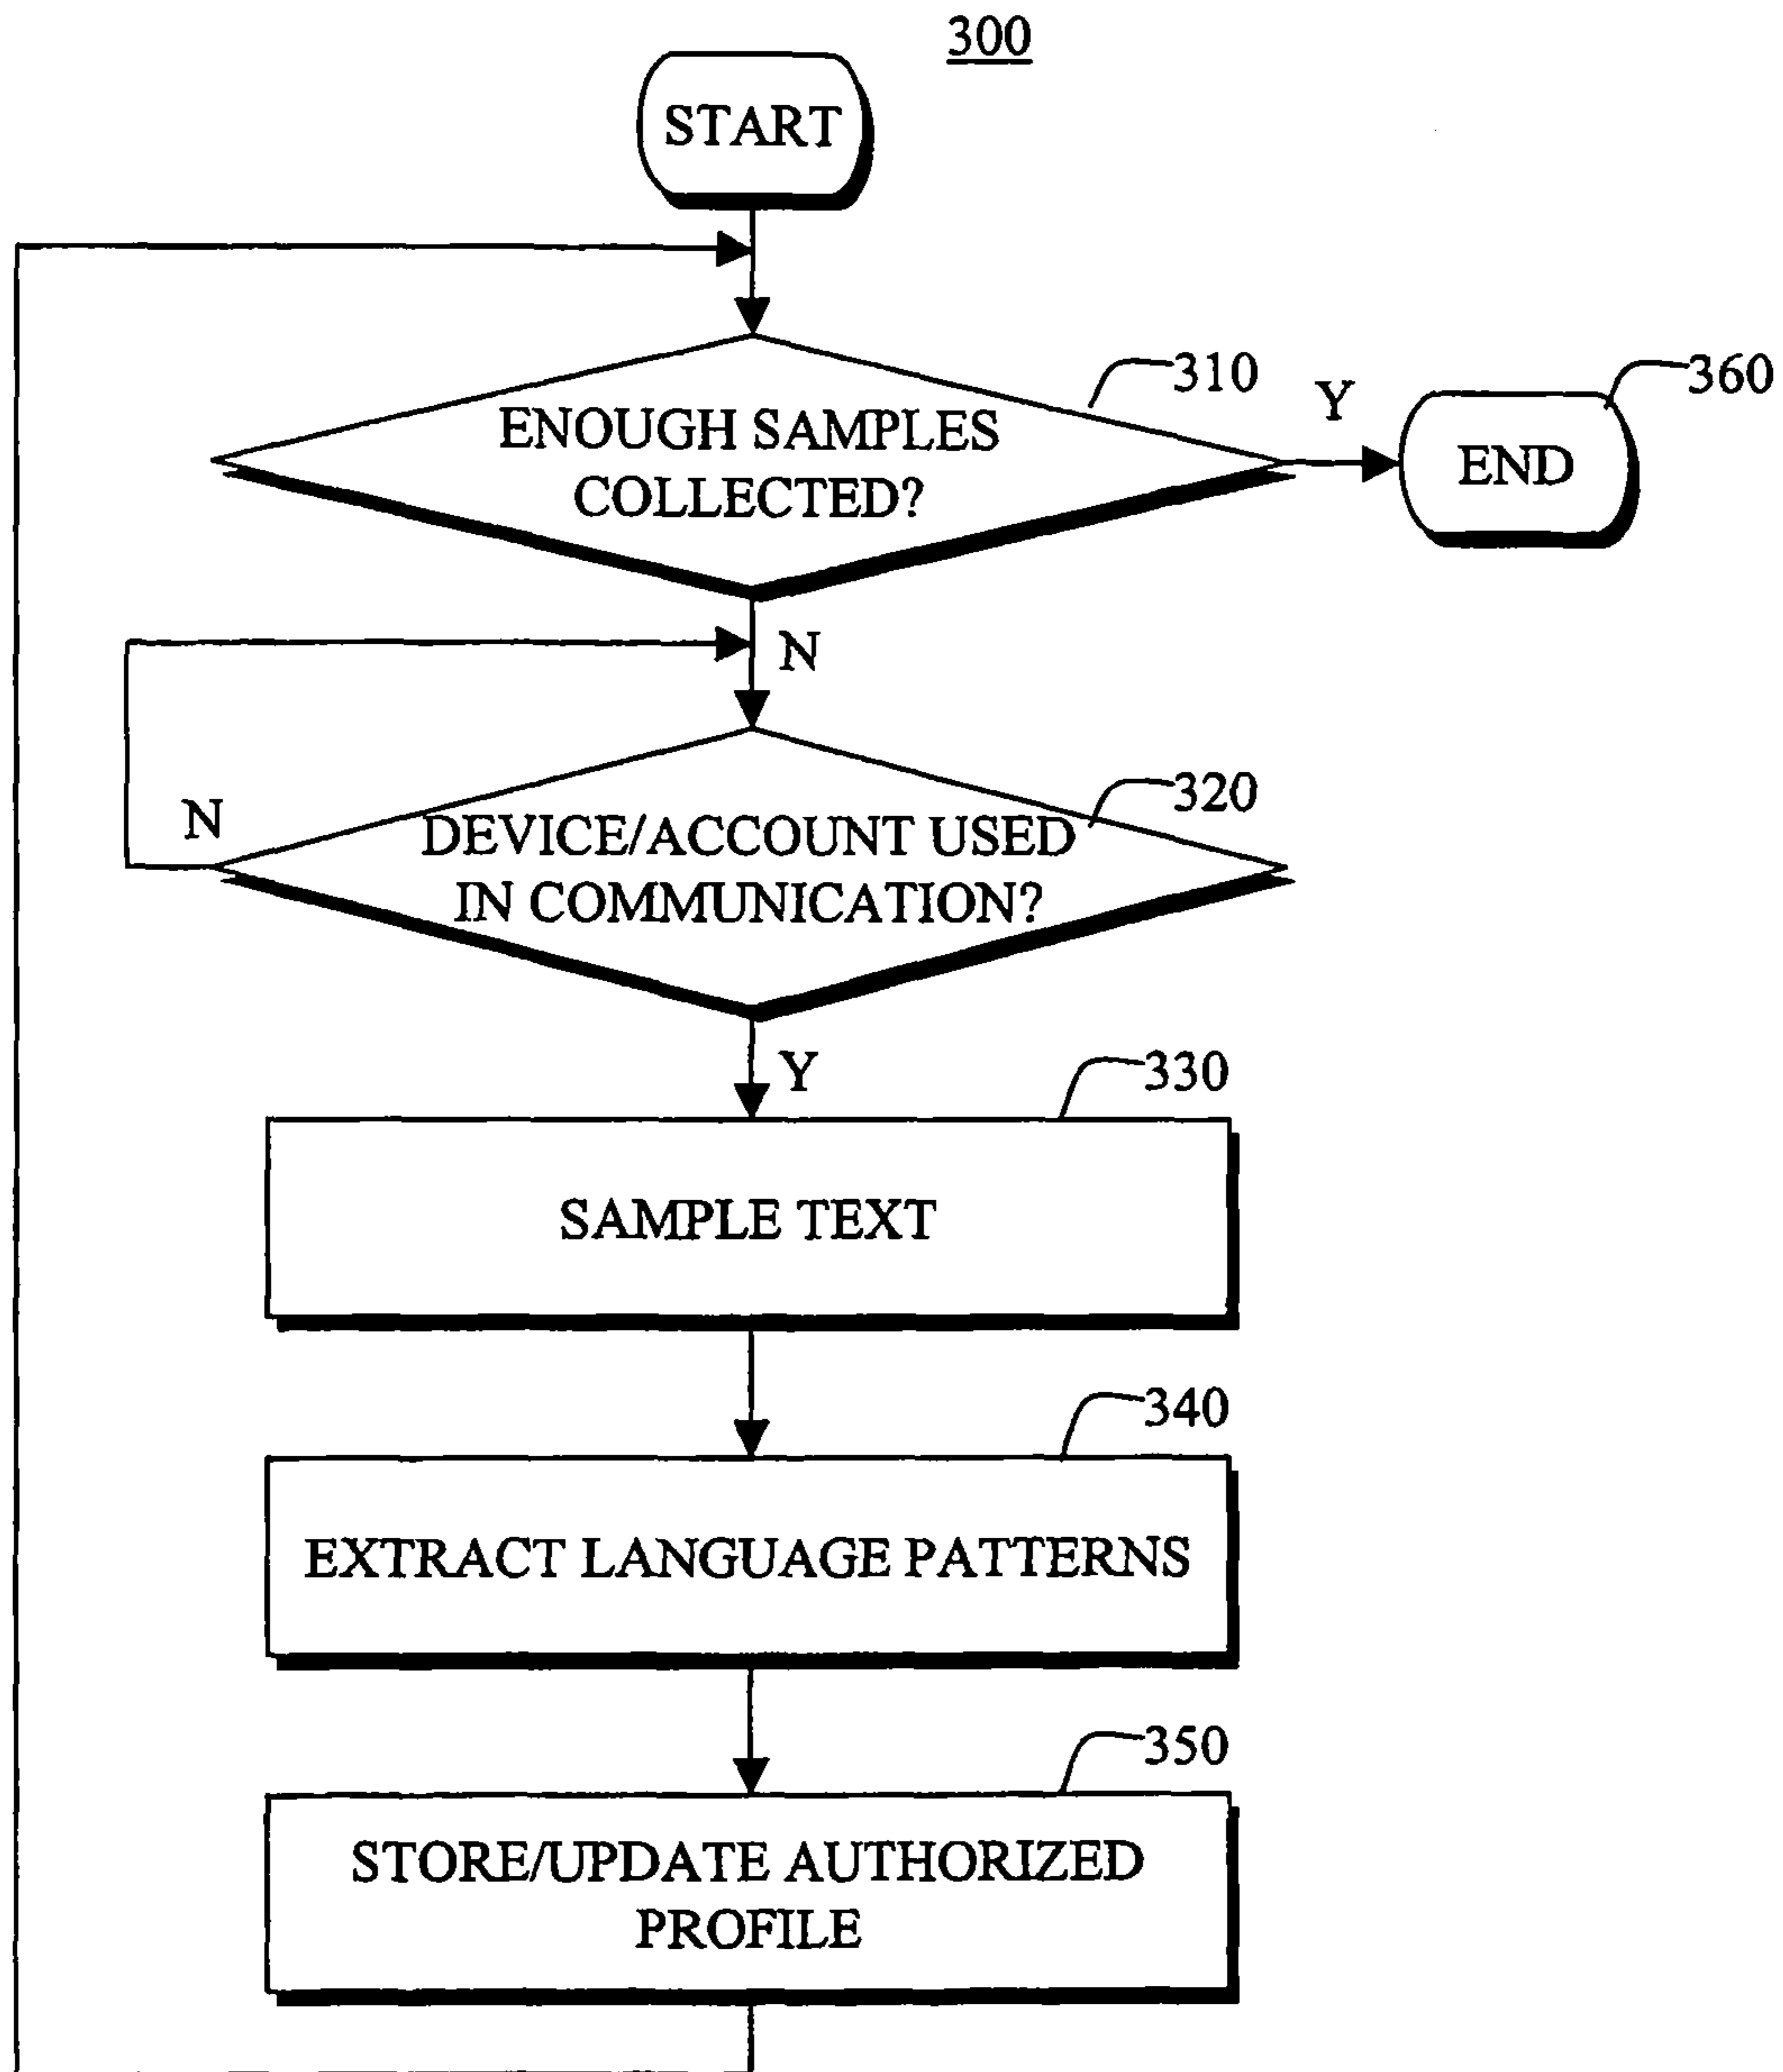 300
START
310
Y
360
ENOUGH SAMPLES
COLLECTED?
END
N
N
320
DEVICE/ACCOUNT USED
IN COMMUNICATION?
Y
330
SAMPLE TEXT
340
EXTRACT LANGUAGE PATTERNS
350
STORE/UPDATE AUTHORIZED
PROFILE